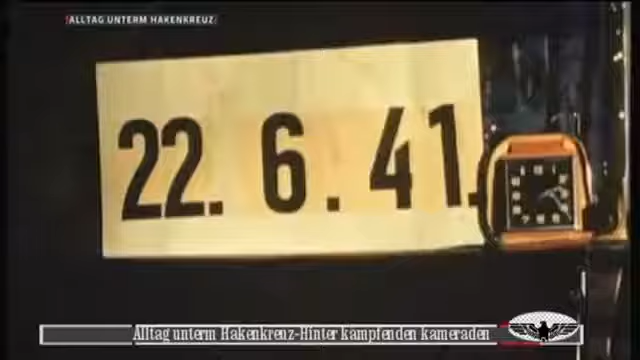 ALLTAG UNTERM HAKENKREUZ
22. 6. 41.
Alltag unterm Hakenkreuz-Hinter kampfenden kameraden